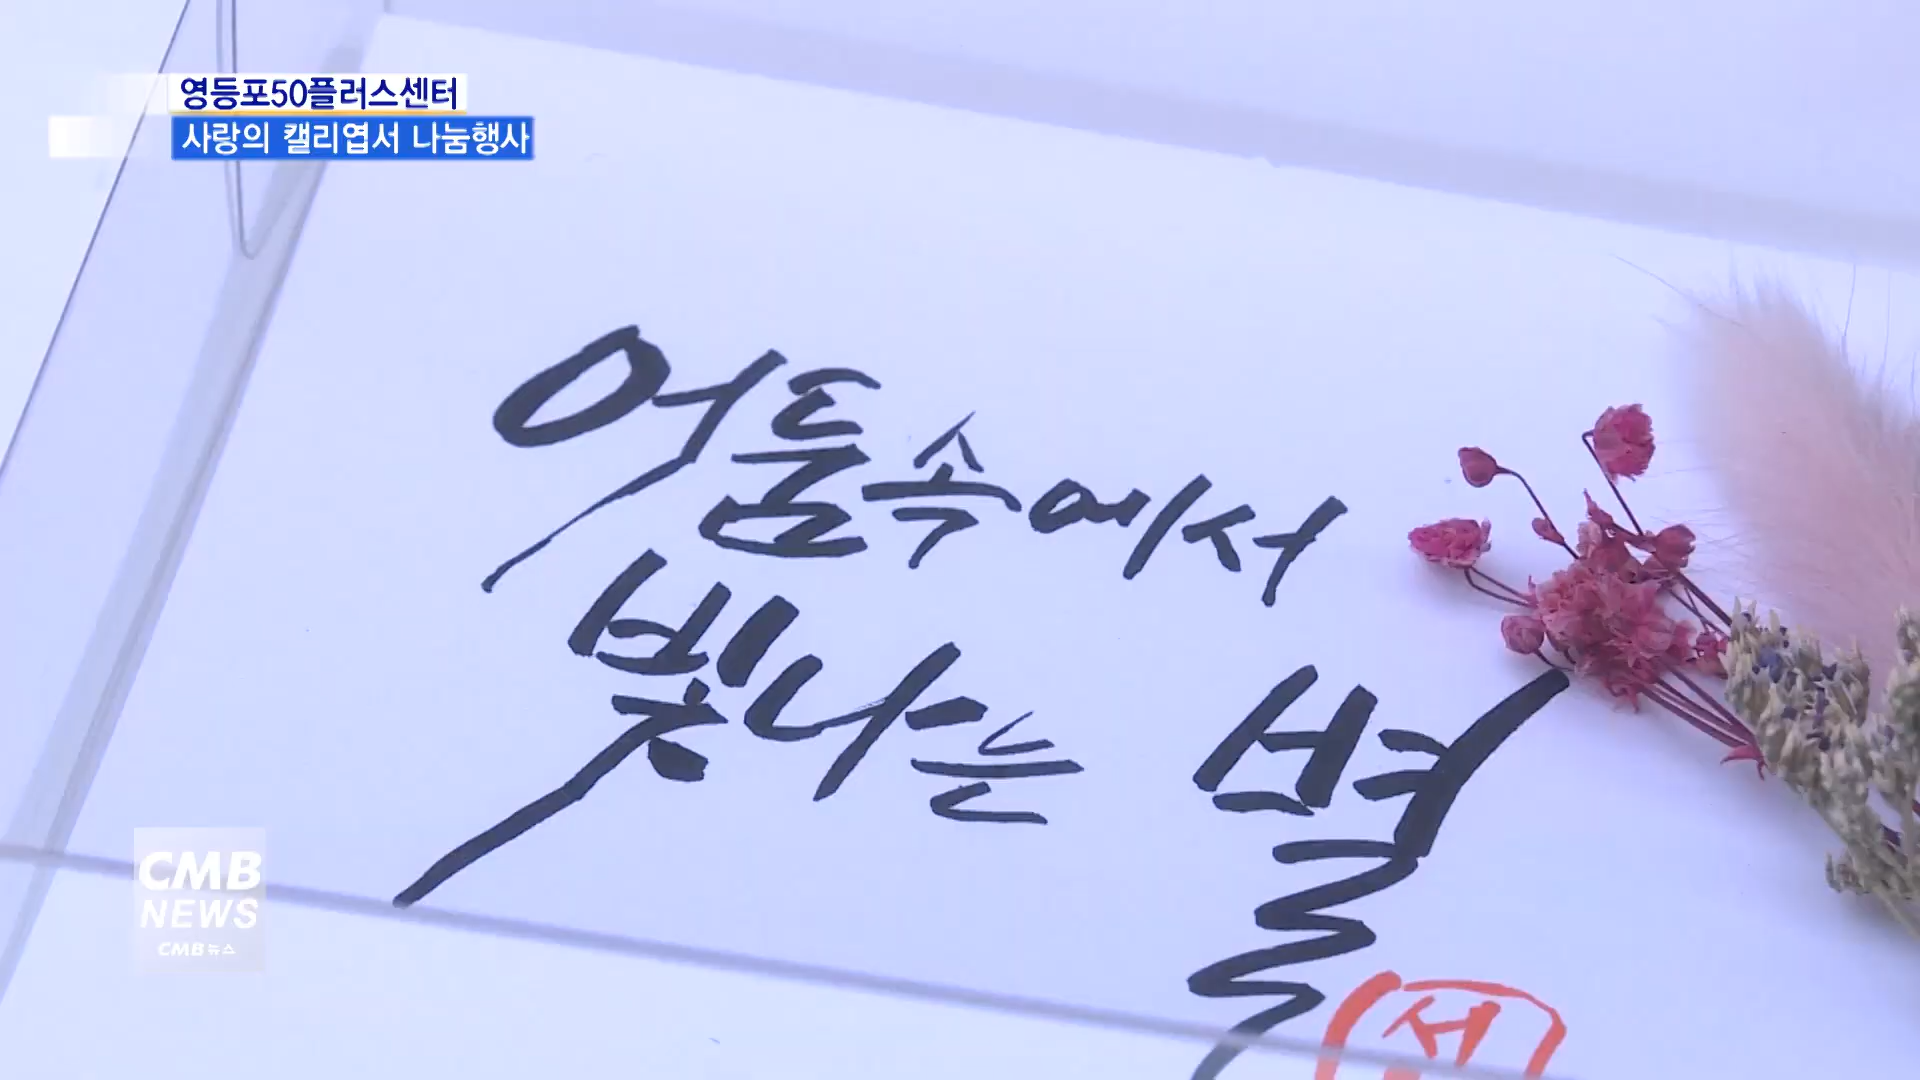 영등포50플러스센터
사랑의 캘리엽서 나눔행사
어둠속에서
빛나는 별
CMB
NEWS
CMB뉴스